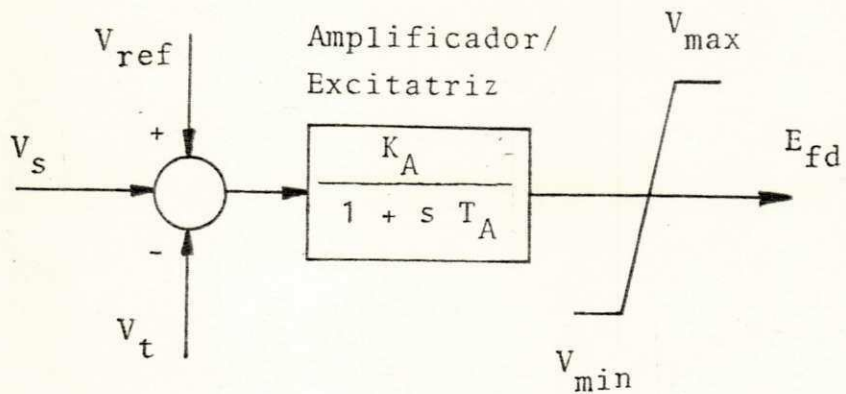 V_ref
Amplificador/
Excitatriz
V_max
+
V_s
K_A
1 + s T_A
E_fd
-
V_t
V_min